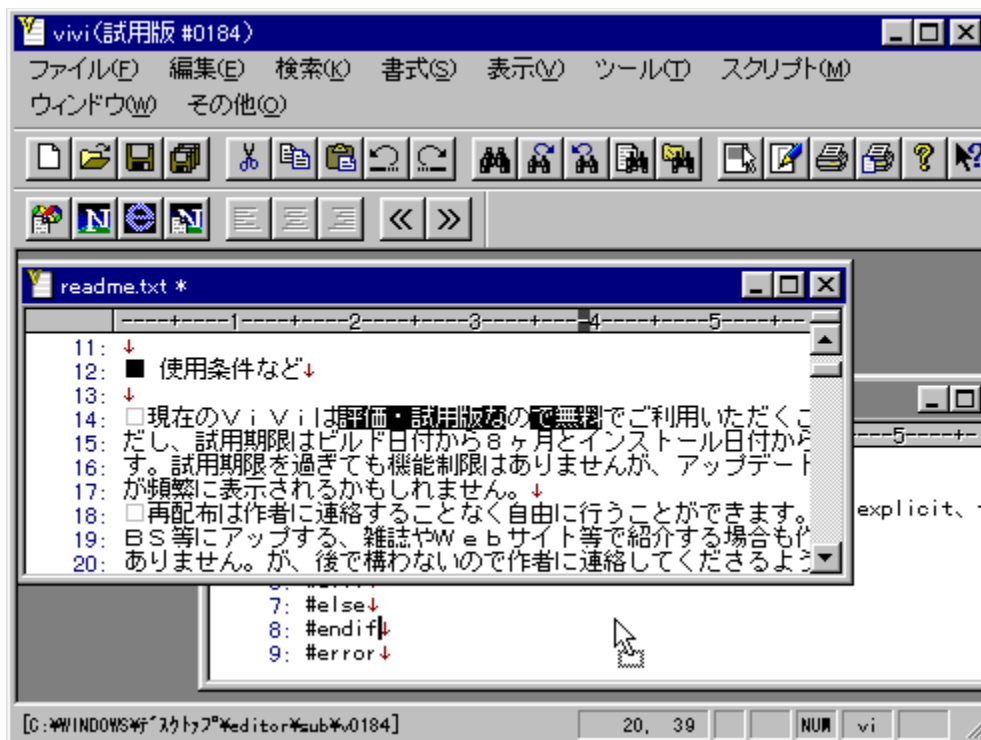 vivi(試用版 #0184)
ファイル(F) 編集(E) 検索(K) 書式(S) 表示(V) ツール(T) スクリプト(M)
ウィンドウ(W) その他(O)
readme.txt *
----+----1----+----2----+----3----+----4----+----5----+--
11: ↓
12: ■ 使用条件など↓
13: ↓
14: □現在のＶｉＶｉは評価・試用版なので無料でご利用いただくこ
15: だし、試用期限はビルド日付から８ヶ月とインストール日付から
16: す。試用期限を過ぎても機能制限はありませんが、アップデート
17: が頻繁に表示されるかもしれません。↓
18: □再配布は作者に連絡することなく自由に行うことができます。
19: ＢＳ等にアップする、雑誌やＷｅｂサイト等で紹介する場合も作
20: ありません。が、後で構わないので作者に連絡してくださるよう
----5----+-
explicit、
7: #else↓
8: #endif↓
9: #error↓
[C:¥WINDOWS¥ﾃﾞｽｸﾄｯﾌﾟ¥editor¥sub¥v0184] 20, 39 NUM vi